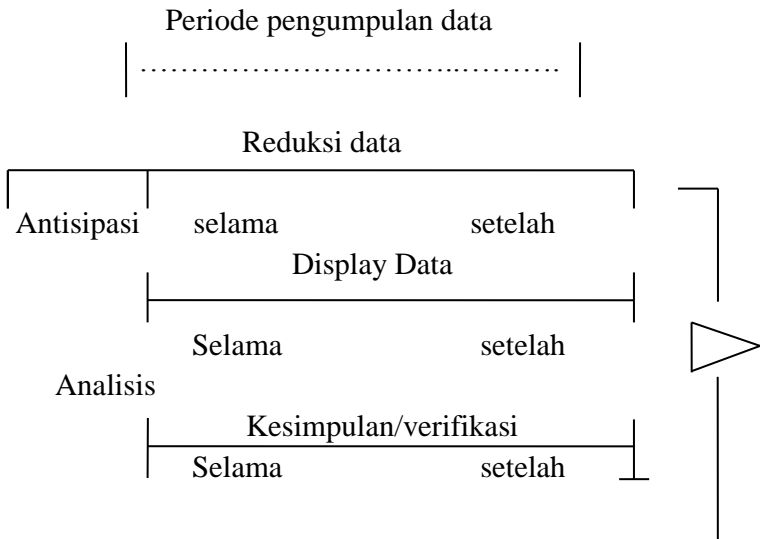 Periode pengumpulan data
…………………………...………
Reduksi data
Antisipasi selama setelah
Display Data
Selama setelah
Analisis
Kesimpulan/verifikasi
Selama setelah